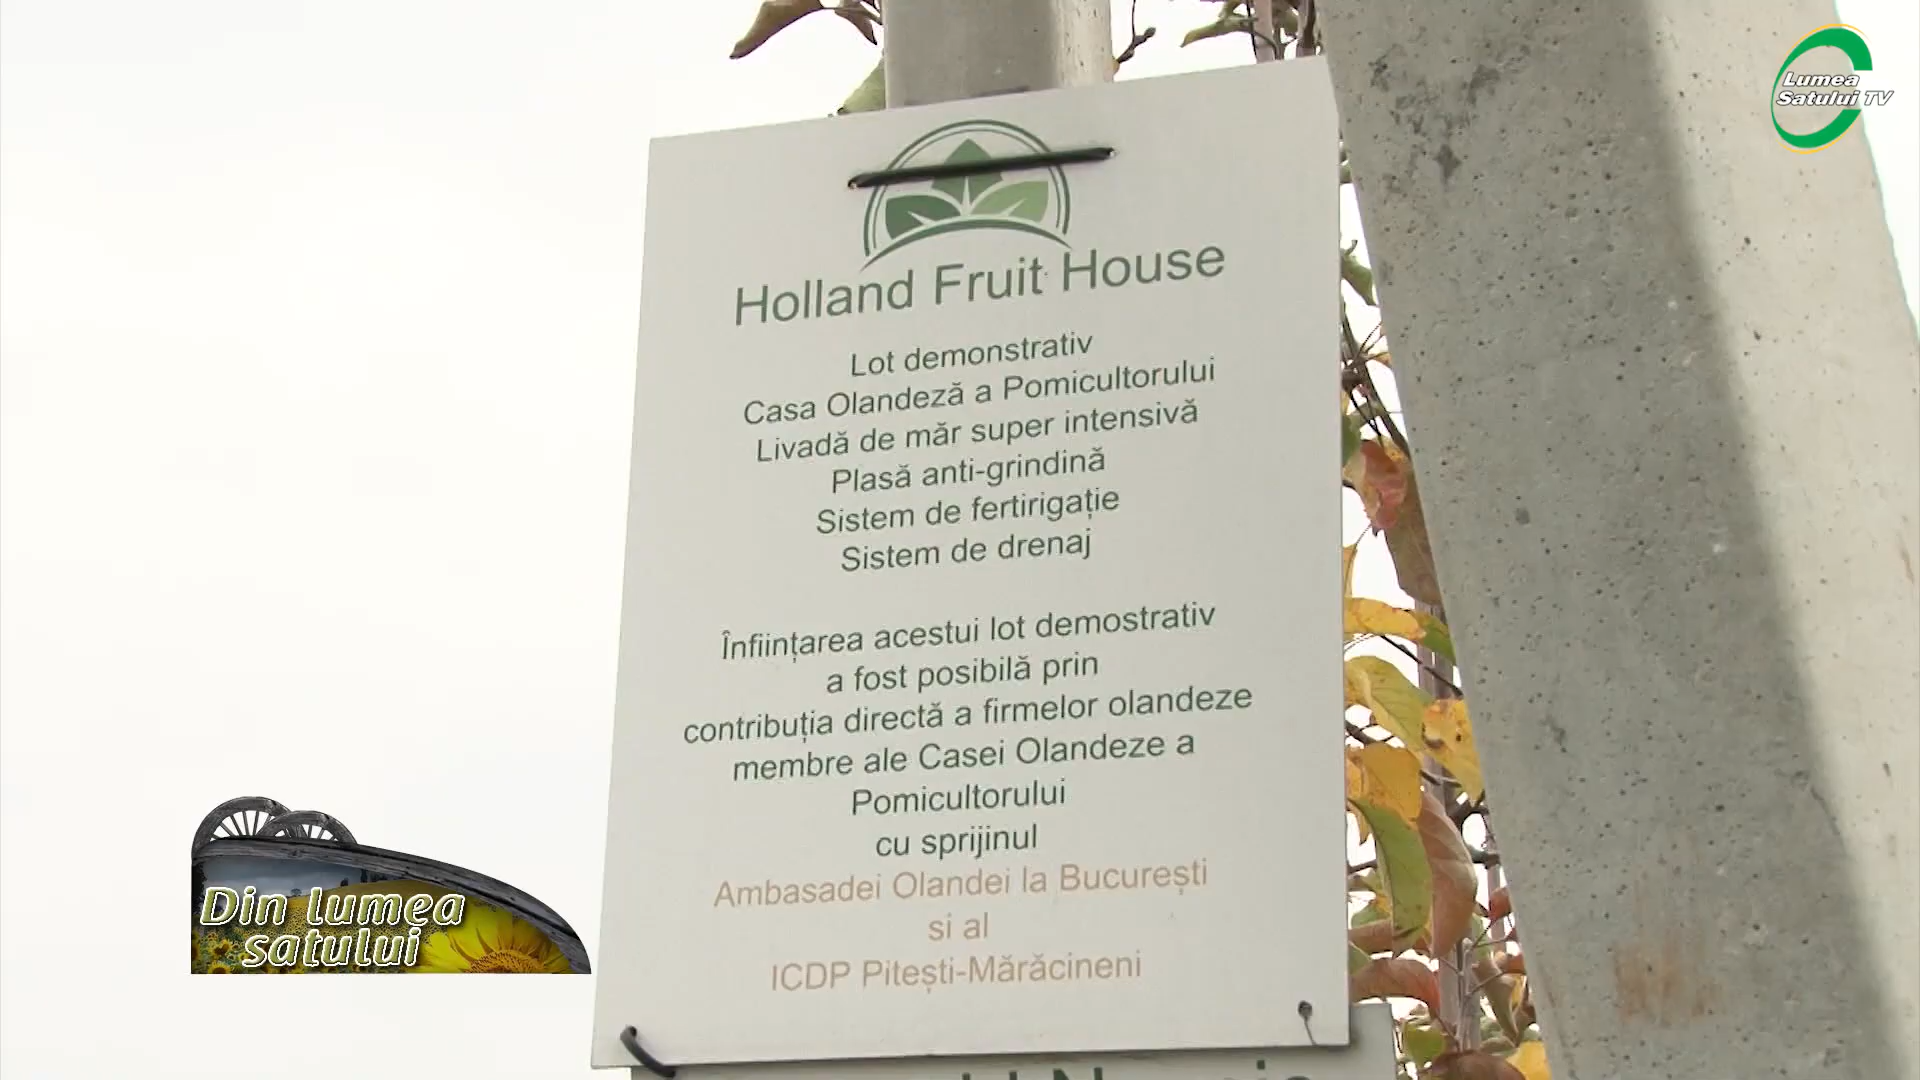 Lumea
Satului TV
Holland Fruit House
Lot demonstrativ
Casa Olandeză a Pomicultorului
Livadă de măr super intensivă
Plasă anti-grindină
Sistem de fertirigație
Sistem de drenaj
Înființarea acestui lot demostrativ
a fost posibilă prin
contribuția directă a firmelor olandeze
membre ale Casei Olandeze a
Pomicultorului
cu sprijinul
Ambasadei Olandei la București
si al
ICDP Pitești-Mărăcineni
Din lumea
satului